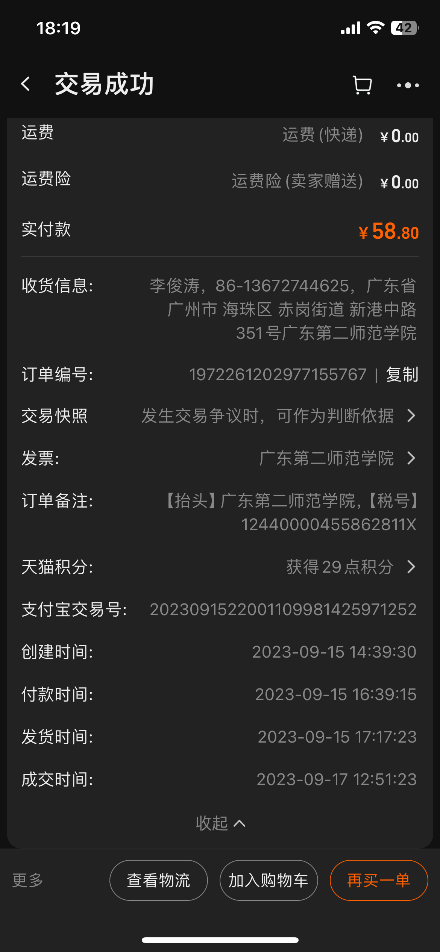 18:19
42
交易成功
运费 运费(快递) ¥0.00
运费险 运费险(卖家赠送) ¥0.00
实付款 ¥58.80
收货信息: 李俊涛，86-13672744625，广东省
广州市 海珠区 赤岗街道 新港中路
351号广东第二师范学院
订单编号: 1972261202977155767 | 复制
交易快照 发生交易争议时，可作为判断依据
发票: 广东第二师范学院
订单备注: 【抬头】广东第二师范学院,【税号】
12440000455862811X
天猫积分: 获得29点积分
支付宝交易号: 2023091522001109981425971252
创建时间: 2023-09-15 14:39:30
付款时间: 2023-09-15 16:39:15
发货时间: 2023-09-15 17:17:23
成交时间: 2023-09-17 12:51:23
收起
更多 查看物流 加入购物车 再买一单